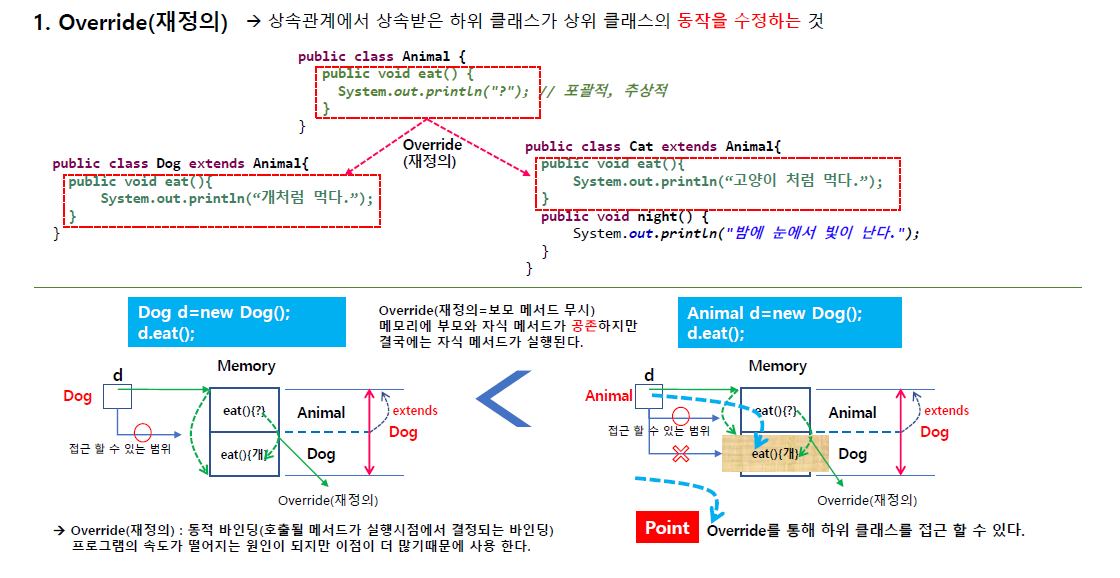 1. Override(재정의) → 상속관계에서 상속받은 하위 클래스가 상위 클래스의 동작을 수정하는 것
public class Animal {
public void eat() {
System.out.println("?"); // 포괄적, 추상적
}
}
Override
(재정의)
public class Dog extends Animal{
public void eat(){
System.out.println(“개처럼 먹다.”);
}
}
public class Cat extends Animal{
public void eat(){
System.out.println(“고양이 처럼 먹다.”);
}
public void night() {
System.out.println("밤에 눈에서 빛이 난다.");
}
}
Dog d=new Dog();
d.eat();
Override(재정의=보모 메서드 무시)
메모리에 부모와 자식 메서드가 공존하지만
결국에는 자식 메서드가 실행된다.
Animal d=new Dog();
d.eat();
Memory
d
Dog
eat(){?}
Animal
extends
Dog
접근 할 수 있는 범위
eat(){개}
Dog
Override(재정의)
Memory
d
Animal
eat(){?}
Animal
extends
Dog
접근 할 수 있는 범위
eat(){개}
Dog
Override(재정의)
→ Override(재정의) : 동적 바인딩(호출될 메서드가 실행시점에서 결정되는 바인딩)
프로그램의 속도가 떨어지는 원인이 되지만 이점이 더 많기때문에 사용 한다.
Point Override를 통해 하위 클래스를 접근 할 수 있다.